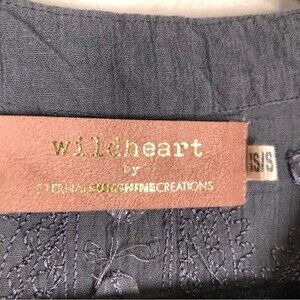 wildheart
by
ETERNAL SUNSHINE CREATIONS
S/S